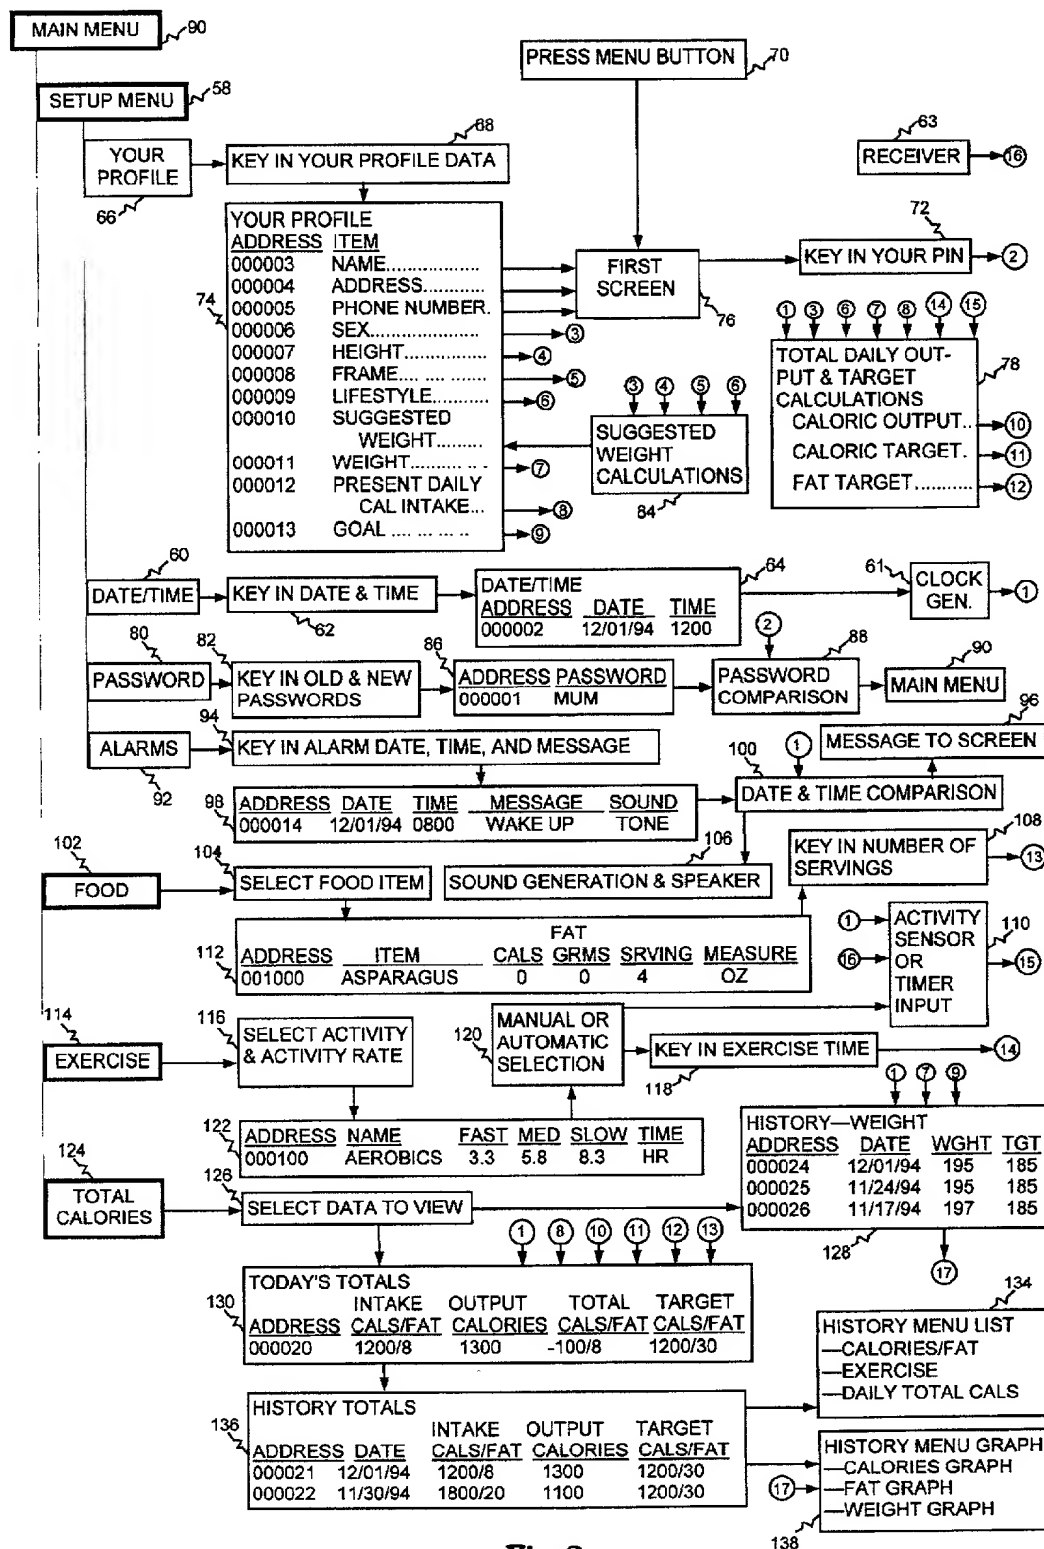 MAIN MENU
90
PRESS MENU BUTTON
70
SETUP MENU
58
68
63
YOUR
PROFILE
66
KEY IN YOUR PROFILE DATA
RECEIVER
16
YOUR PROFILE
ADDRESS ITEM
000003 NAME..................
000004 ADDRESS............
000005 PHONE NUMBER.
000006 SEX......................
000007 HEIGHT.................
000008 FRAME.... .... .......
000009 LIFESTYLE...........
000010 SUGGESTED
WEIGHT.........
000011 WEIGHT......... .. .
000012 PRESENT DAILY
CAL INTAKE...
000013 GOAL .... ... ... ..
74
3
4
5
6
7
8
9
FIRST
SCREEN
76
72
KEY IN YOUR PIN
2
3 4 5 6
SUGGESTED
WEIGHT
CALCULATIONS
84
1 3 6 7 8 14 15
TOTAL DAILY OUT-
PUT & TARGET
CALCULATIONS
CALORIC OUTPUT..
CALORIC TARGET.
FAT TARGET...........
78
10
11
12
60
DATE/TIME
KEY IN DATE & TIME
62
DATE/TIME
ADDRESS DATE TIME
000002 12/01/94 1200
64
61
CLOCK
GEN.
1
80
PASSWORD
82
KEY IN OLD & NEW
PASSWORDS
86
ADDRESS PASSWORD
000001 MUM
2
88
PASSWORD
COMPARISON
90
MAIN MENU
ALARMS
92
94
KEY IN ALARM DATE, TIME, AND MESSAGE
96
MESSAGE TO SCREEN
98
ADDRESS DATE TIME MESSAGE SOUND
000014 12/01/94 0800 WAKE UP TONE
100
1
DATE & TIME COMPARISON
102
FOOD
104
SELECT FOOD ITEM
106
SOUND GENERATION & SPEAKER
108
KEY IN NUMBER OF
SERVINGS
13
112
FAT
ADDRESS ITEM CALS GRMS SRVING MEASURE
001000 ASPARAGUS 0 0 4 OZ
1
16
ACTIVITY
SENSOR
OR
TIMER
INPUT
110
15
114
EXERCISE
116
SELECT ACTIVITY
& ACTIVITY RATE
120
MANUAL OR
AUTOMATIC
SELECTION
KEY IN EXERCISE TIME
118
14
122
ADDRESS NAME FAST MED SLOW TIME
000100 AEROBICS 3.3 5.8 8.3 HR
1 7 9
HISTORY—WEIGHT
ADDRESS DATE WGHT TGT
000024 12/01/94 195 185
000025 11/24/94 195 185
000026 11/17/94 197 185
128
17
124
TOTAL
CALORIES
126
SELECT DATA TO VIEW
1 8 10 11 12 13
130
TODAY'S TOTALS
INTAKE OUTPUT TOTAL TARGET
ADDRESS CALS/FAT CALORIES CALS/FAT CALS/FAT
000020 1200/8 1300 -100/8 1200/30
134
HISTORY MENU LIST
—CALORIES/FAT
—EXERCISE
—DAILY TOTAL CALS
136
HISTORY TOTALS
INTAKE OUTPUT TARGET
ADDRESS DATE CALS/FAT CALORIES CALS/FAT
000021 12/01/94 1200/8 1300 1200/30
000022 11/30/94 1800/20 1100 1200/30
17
HISTORY MENU GRAPH
—CALORIES GRAPH
—FAT GRAPH
—WEIGHT GRAPH
138